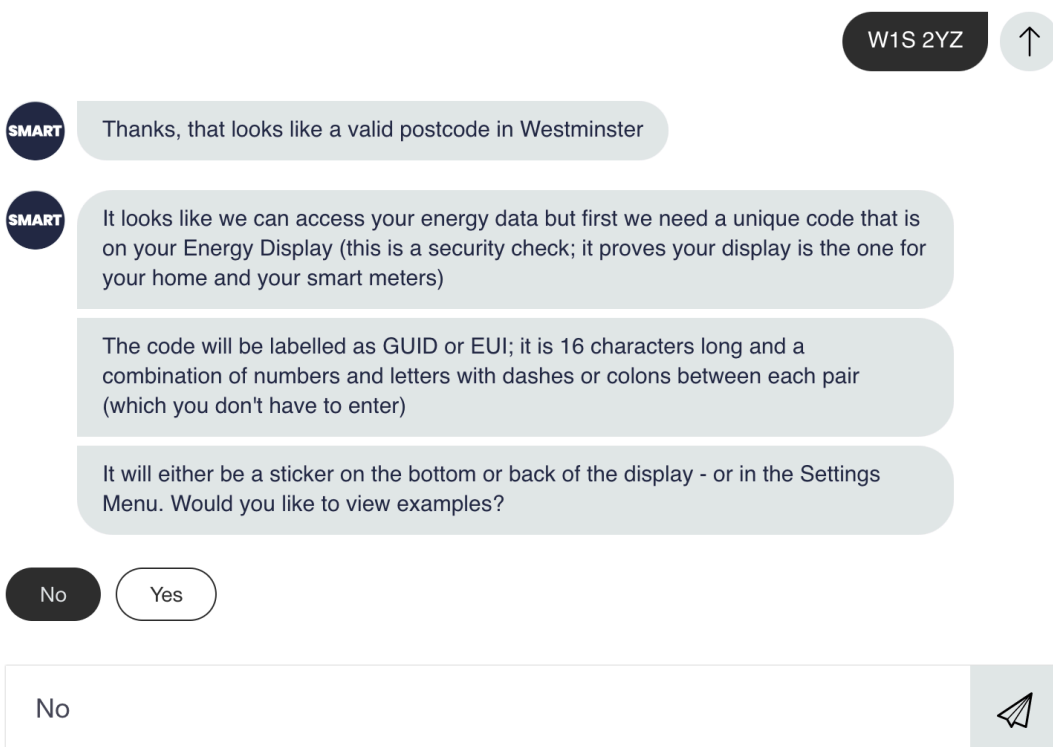 W1S 2YZ
SMART
Thanks, that looks like a valid postcode in Westminster
SMART
It looks like we can access your energy data but first we need a unique code that is
on your Energy Display (this is a security check; it proves your display is the one for
your home and your smart meters)
The code will be labelled as GUID or EUI; it is 16 characters long and a
combination of numbers and letters with dashes or colons between each pair
(which you don't have to enter)
It will either be a sticker on the bottom or back of the display - or in the Settings
Menu. Would you like to view examples?
No
Yes
No